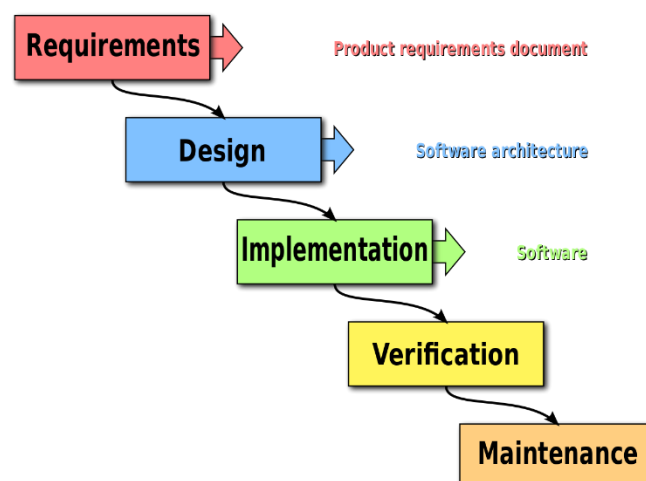 Requirements
Product requirements document
Design
Software architecture
Implementation
Software
Verification
Maintenance